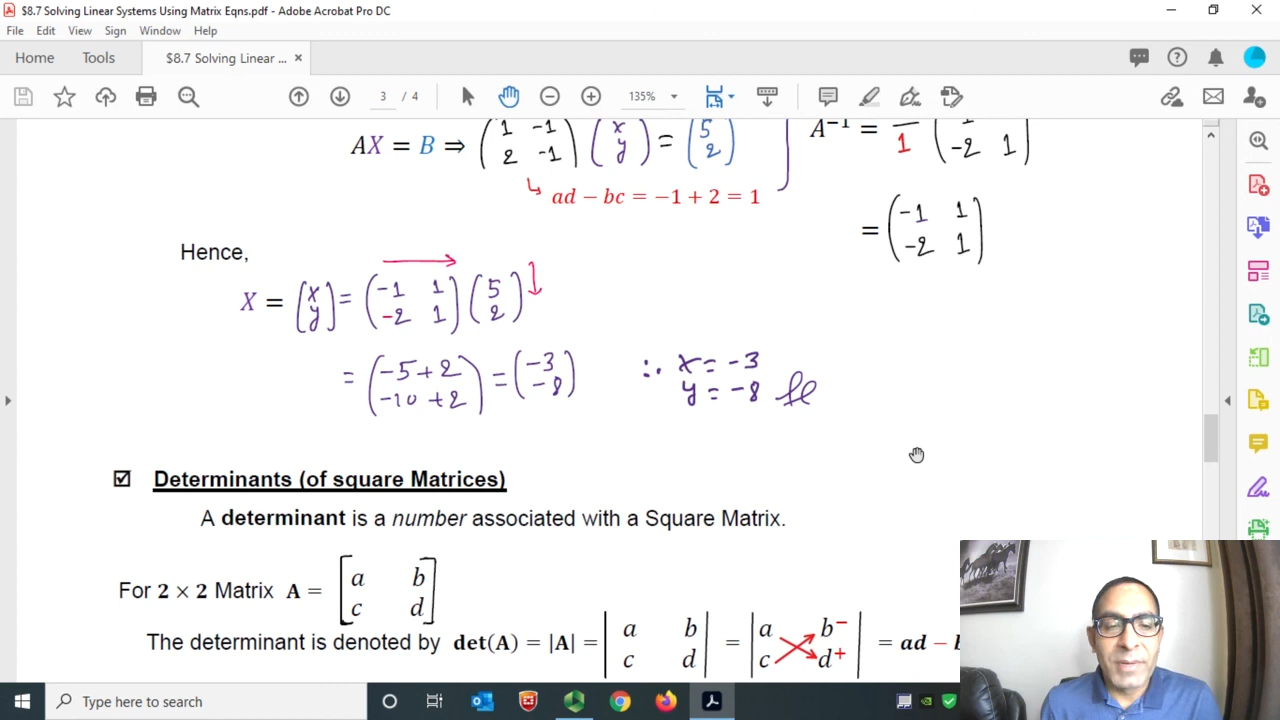 $8.7 Solving Linear Systems Using Matrix Eqns.pdf - Adobe Acrobat Pro DC
File Edit View Sign Window Help
Home Tools $8.7 Solving Linear ... ×
3 / 4 135%
AX = B ⇒ (1 -1 2 -1) (x y) = (5 2)
A⁻¹ = 1 ( 1 -2 1)
ad − bc = −1 + 2 = 1
= (-1 1 -2 1)
Hence,
X = (x y) = (-1 1 -2 1) (5 2)
= (-5+2 -10+2) = (-3 -8)
∴ x = -3
y = -8
Determinants (of square Matrices)
A determinant is a number associated with a Square Matrix.
For 2 × 2 Matrix A = [a b c d]
The determinant is denoted by det(A) = |A| = |a b c d| = |a b⁻ c d⁺| = ad − b
Type here to search